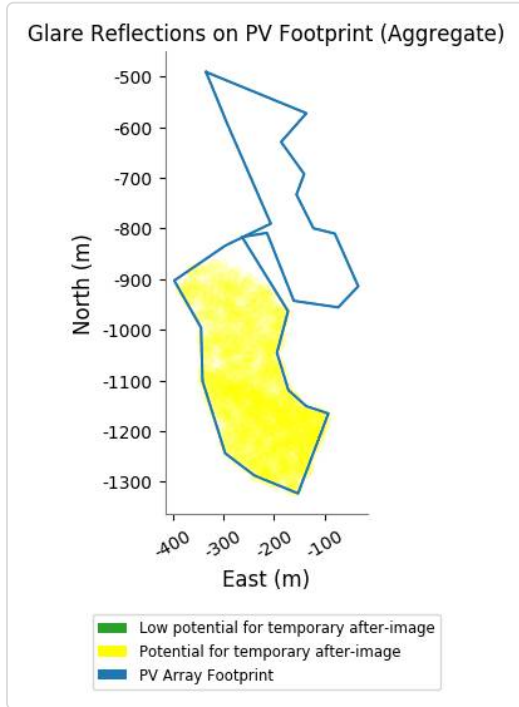 Glare Reflections on PV Footprint (Aggregate)
-500
-600
-700
-800
-900
-1000
-1100
-1200
-1300
North (m)
-400
-300
-200
-100
East (m)
Low potential for temporary after-image
Potential for temporary after-image
PV Array Footprint